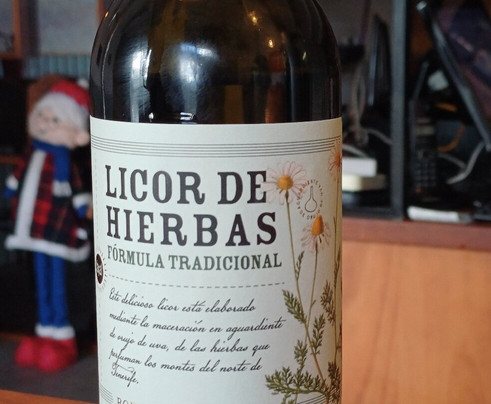 LICOR DE
HIERBAS
FÓRMULA TRADICIONAL
Este delicioso licor está elaborado
mediante la maceración en aguardiente
de orujo de uva, de las hierbas que
perfuman los montes del norte de
Tenerife.